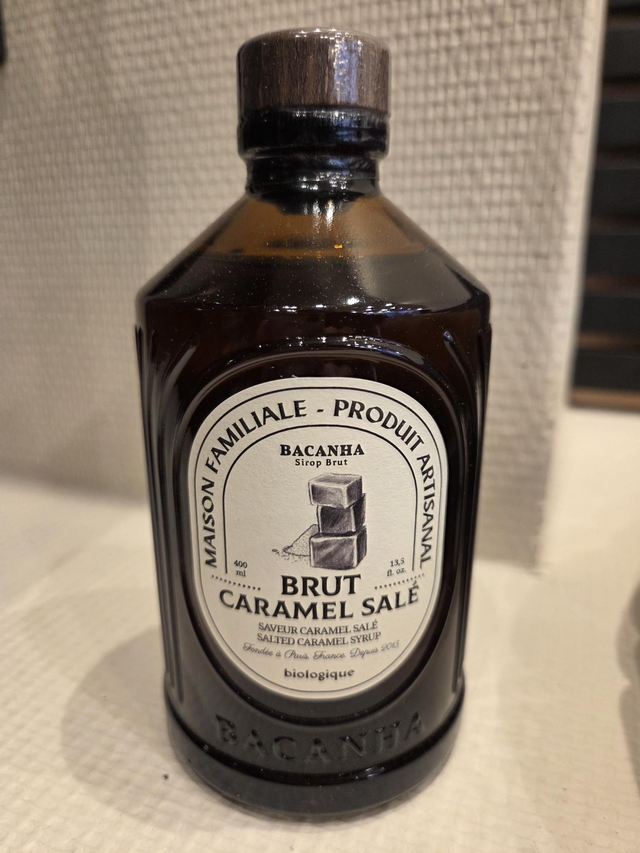 MAISON FAMILIALE - PRODUIT ARTISANAL
BACANHA
Sirop Brut
400
ml
13,5
fl. oz.
BRUT
CARAMEL SALÉ
SAVEUR CARAMEL SALÉ
SALTED CARAMEL SYRUP
Fondée à Paris, France. Depuis 2015
biologique
BACANHA